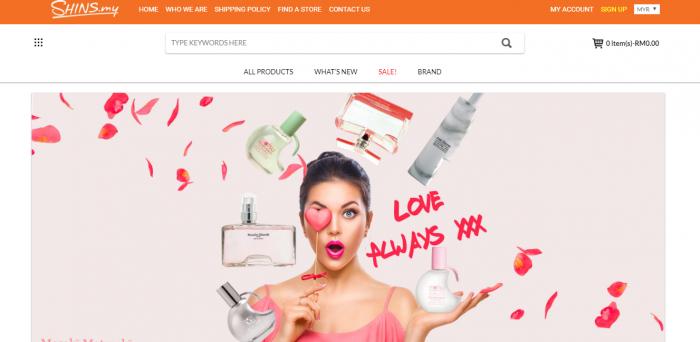 SHINS.my
HOME WHO WE ARE SHIPPING POLICY FIND A STORE CONTACT US
MY ACCOUNT SIGN UP MYR
TYPE KEYWORDS HERE
0 item(s)-RM0.00
ALL PRODUCTS WHAT'S NEW SALE! BRAND
LOVE
ALWAYS XXX